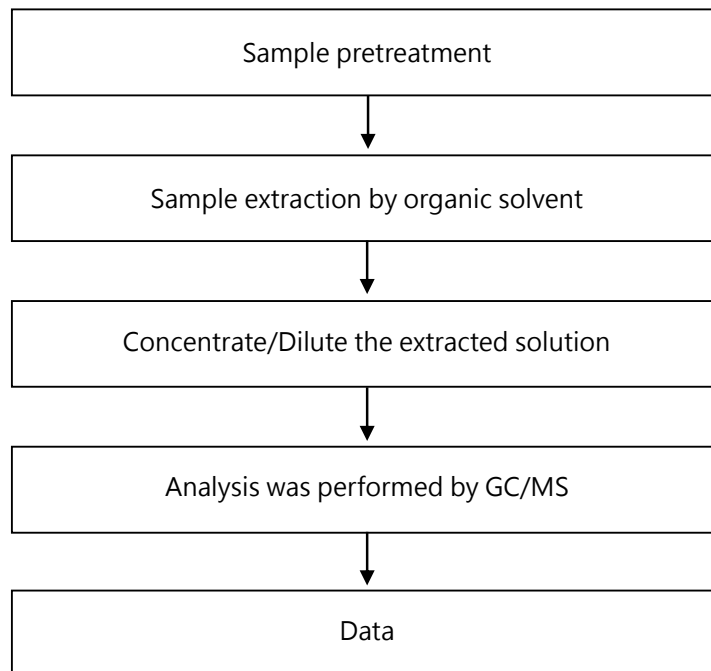 Sample pretreatment
Sample extraction by organic solvent
Concentrate/Dilute the extracted solution
Analysis was performed by GC/MS
Data